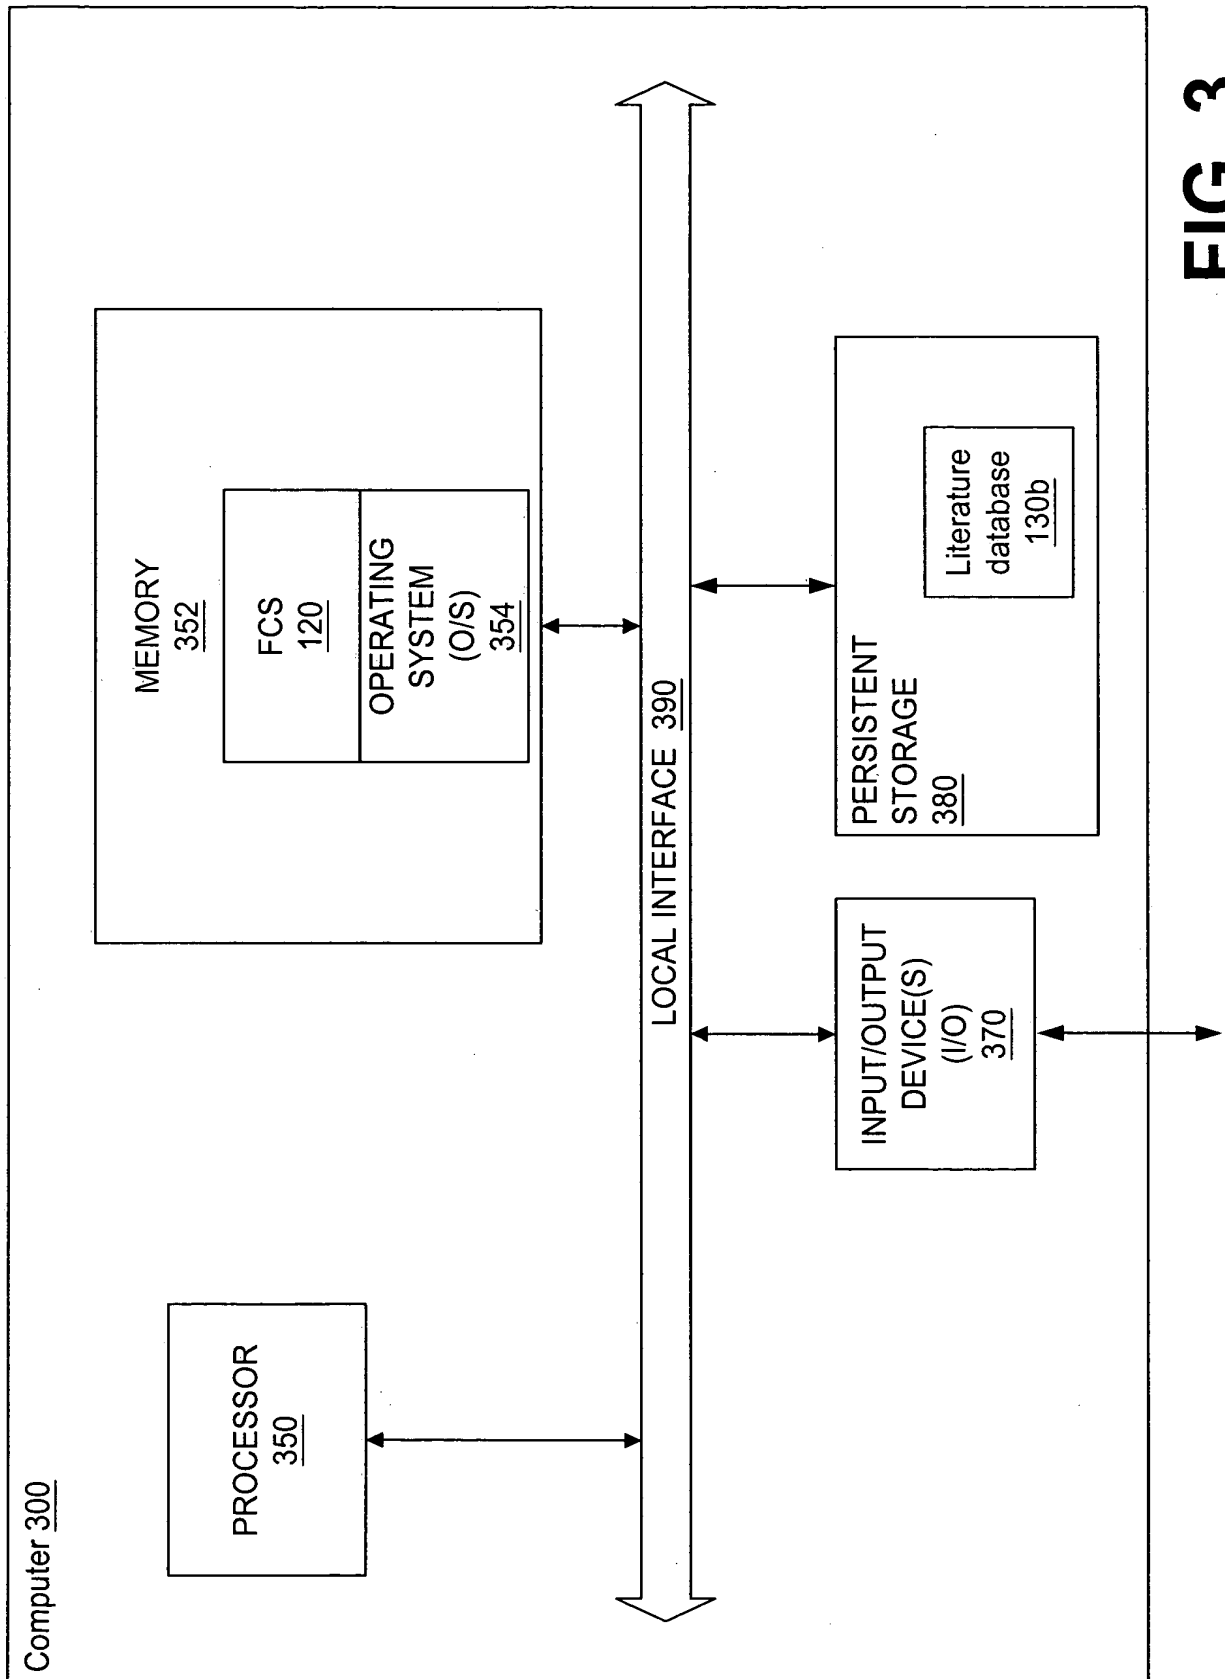 Computer 300
PROCESSOR
350
MEMORY
352
FCS
120
OPERATING
SYSTEM
(O/S)
354
LOCAL INTERFACE 390
INPUT/OUTPUT
DEVICE(S)
(I/O)
370
PERSISTENT
STORAGE
380
Literature
database
130b
FIG 3